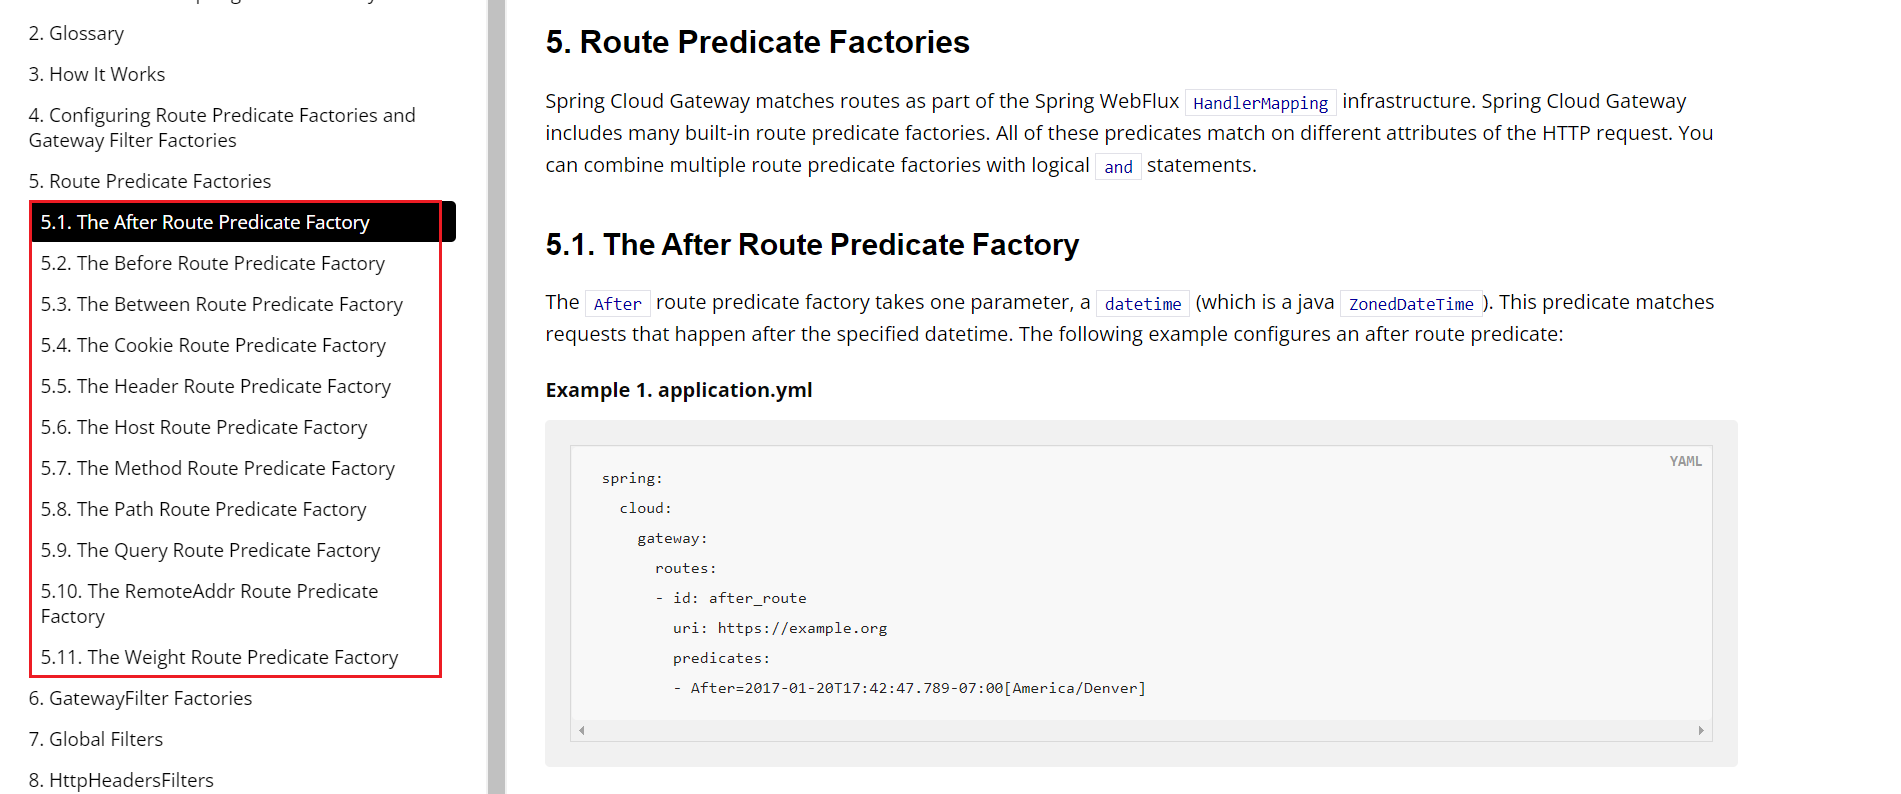 2. Glossary
3. How It Works
4. Configuring Route Predicate Factories and
Gateway Filter Factories
5. Route Predicate Factories
5.1. The After Route Predicate Factory
5.2. The Before Route Predicate Factory
5.3. The Between Route Predicate Factory
5.4. The Cookie Route Predicate Factory
5.5. The Header Route Predicate Factory
5.6. The Host Route Predicate Factory
5.7. The Method Route Predicate Factory
5.8. The Path Route Predicate Factory
5.9. The Query Route Predicate Factory
5.10. The RemoteAddr Route Predicate
Factory
5.11. The Weight Route Predicate Factory
6. GatewayFilter Factories
7. Global Filters
8. HttpHeadersFilters
5. Route Predicate Factories
Spring Cloud Gateway matches routes as part of the Spring WebFlux HandlerMapping infrastructure. Spring Cloud Gateway
includes many built-in route predicate factories. All of these predicates match on different attributes of the HTTP request. You
can combine multiple route predicate factories with logical and statements.
5.1. The After Route Predicate Factory
The After route predicate factory takes one parameter, a datetime (which is a java ZonedDateTime). This predicate matches
requests that happen after the specified datetime. The following example configures an after route predicate:
Example 1. application.yml
YAML
spring:
  cloud:
    gateway:
      routes:
      - id: after_route
        uri: https://example.org
        predicates:
        - After=2017-01-20T17:42:47.789-07:00[America/Denver]